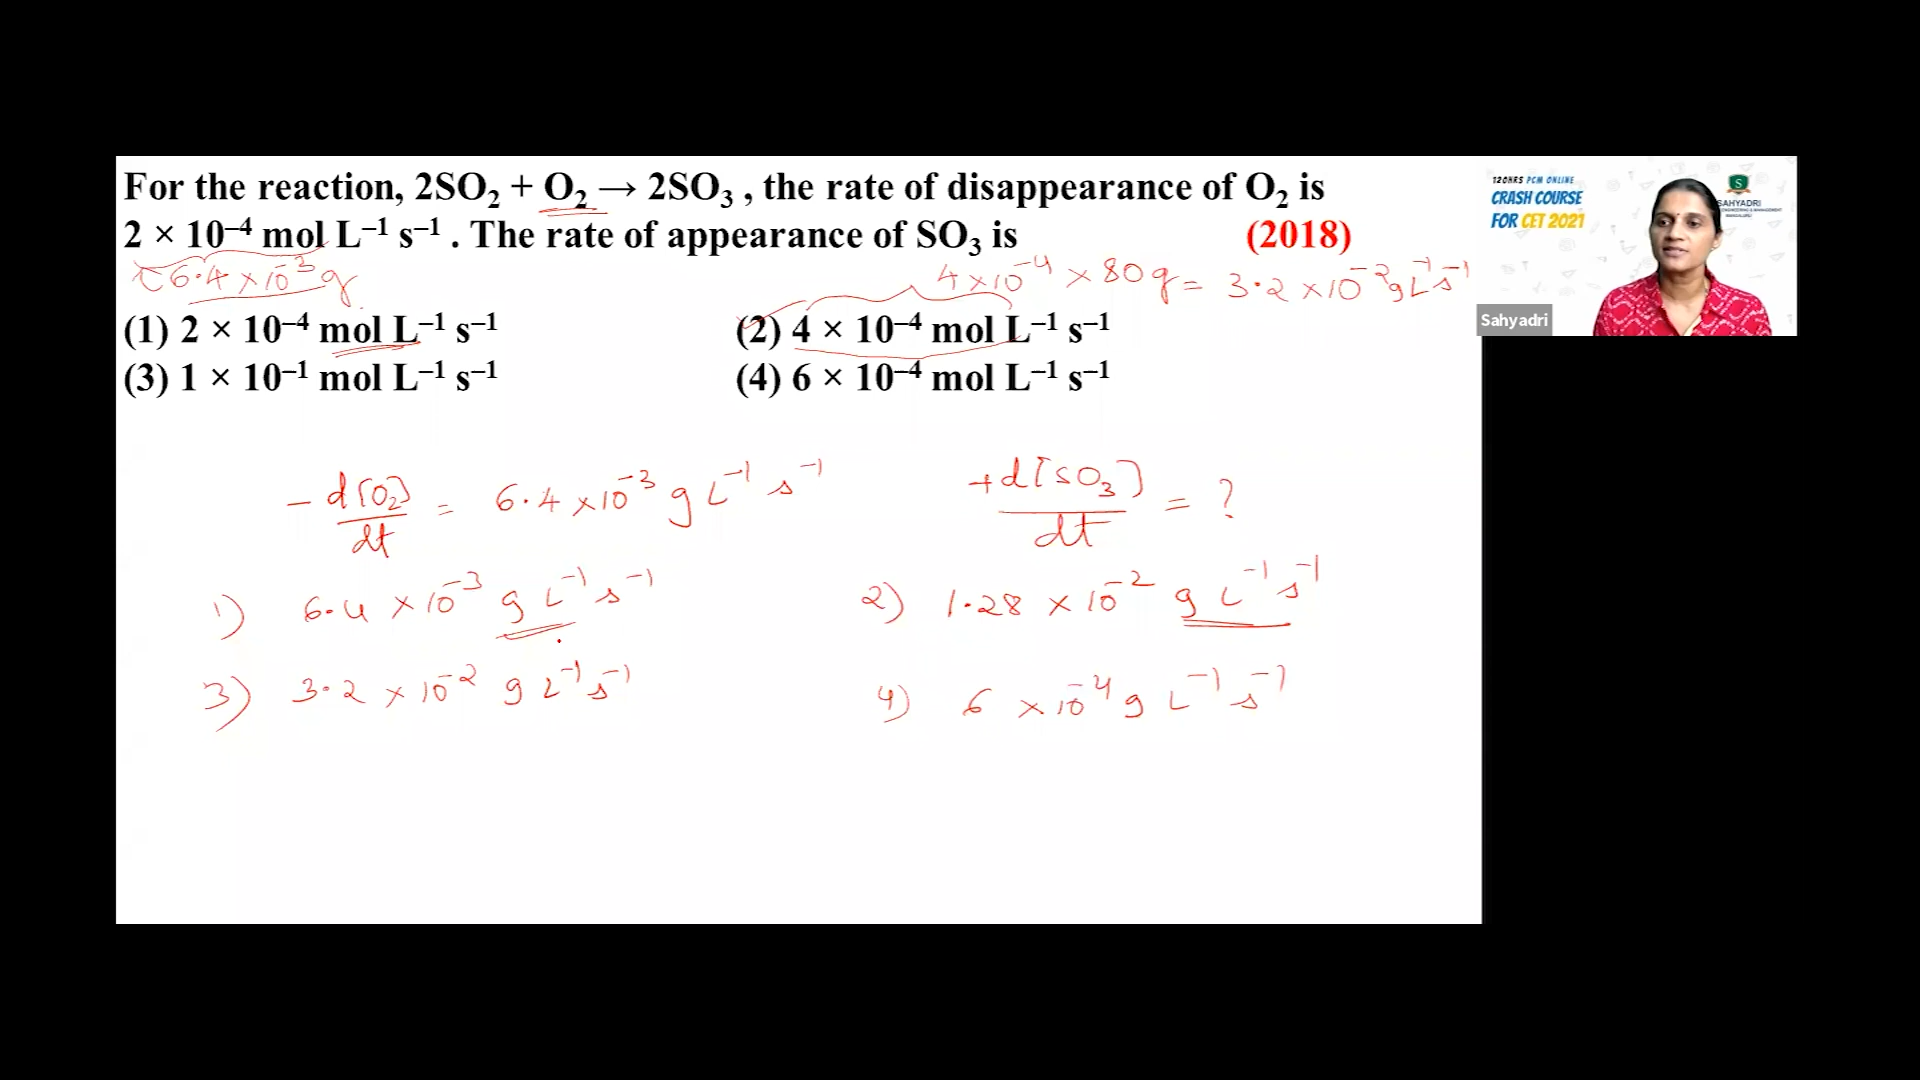 For the reaction, 2SO₂ + O₂ → 2SO₃ , the rate of disappearance of O₂ is
2 × 10⁻⁴ mol L⁻¹ s⁻¹ . The rate of appearance of SO₃ is (2018)
6.4 × 10⁻³ g
4 × 10⁻⁴ × 80 g = 3.2 × 10⁻² g L⁻¹ s⁻¹
(1) 2 × 10⁻⁴ mol L⁻¹ s⁻¹ (2) 4 × 10⁻⁴ mol L⁻¹ s⁻¹
(3) 1 × 10⁻¹ mol L⁻¹ s⁻¹ (4) 6 × 10⁻⁴ mol L⁻¹ s⁻¹
- d[O₂]/dt = 6.4 × 10⁻³ g L⁻¹ s⁻¹ +d[SO₃]/dt = ?
1) 6.4 × 10⁻³ g L⁻¹ s⁻¹ 2) 1.28 × 10⁻² g L⁻¹ s⁻¹
3) 3.2 × 10⁻² g L⁻¹ s⁻¹ 4) 6 × 10⁻⁴ g L⁻¹ s⁻¹
120HRS PCM ONLINE
CRASH COURSE
FOR CET 2021
S
SAHYADRI
Sahyadri